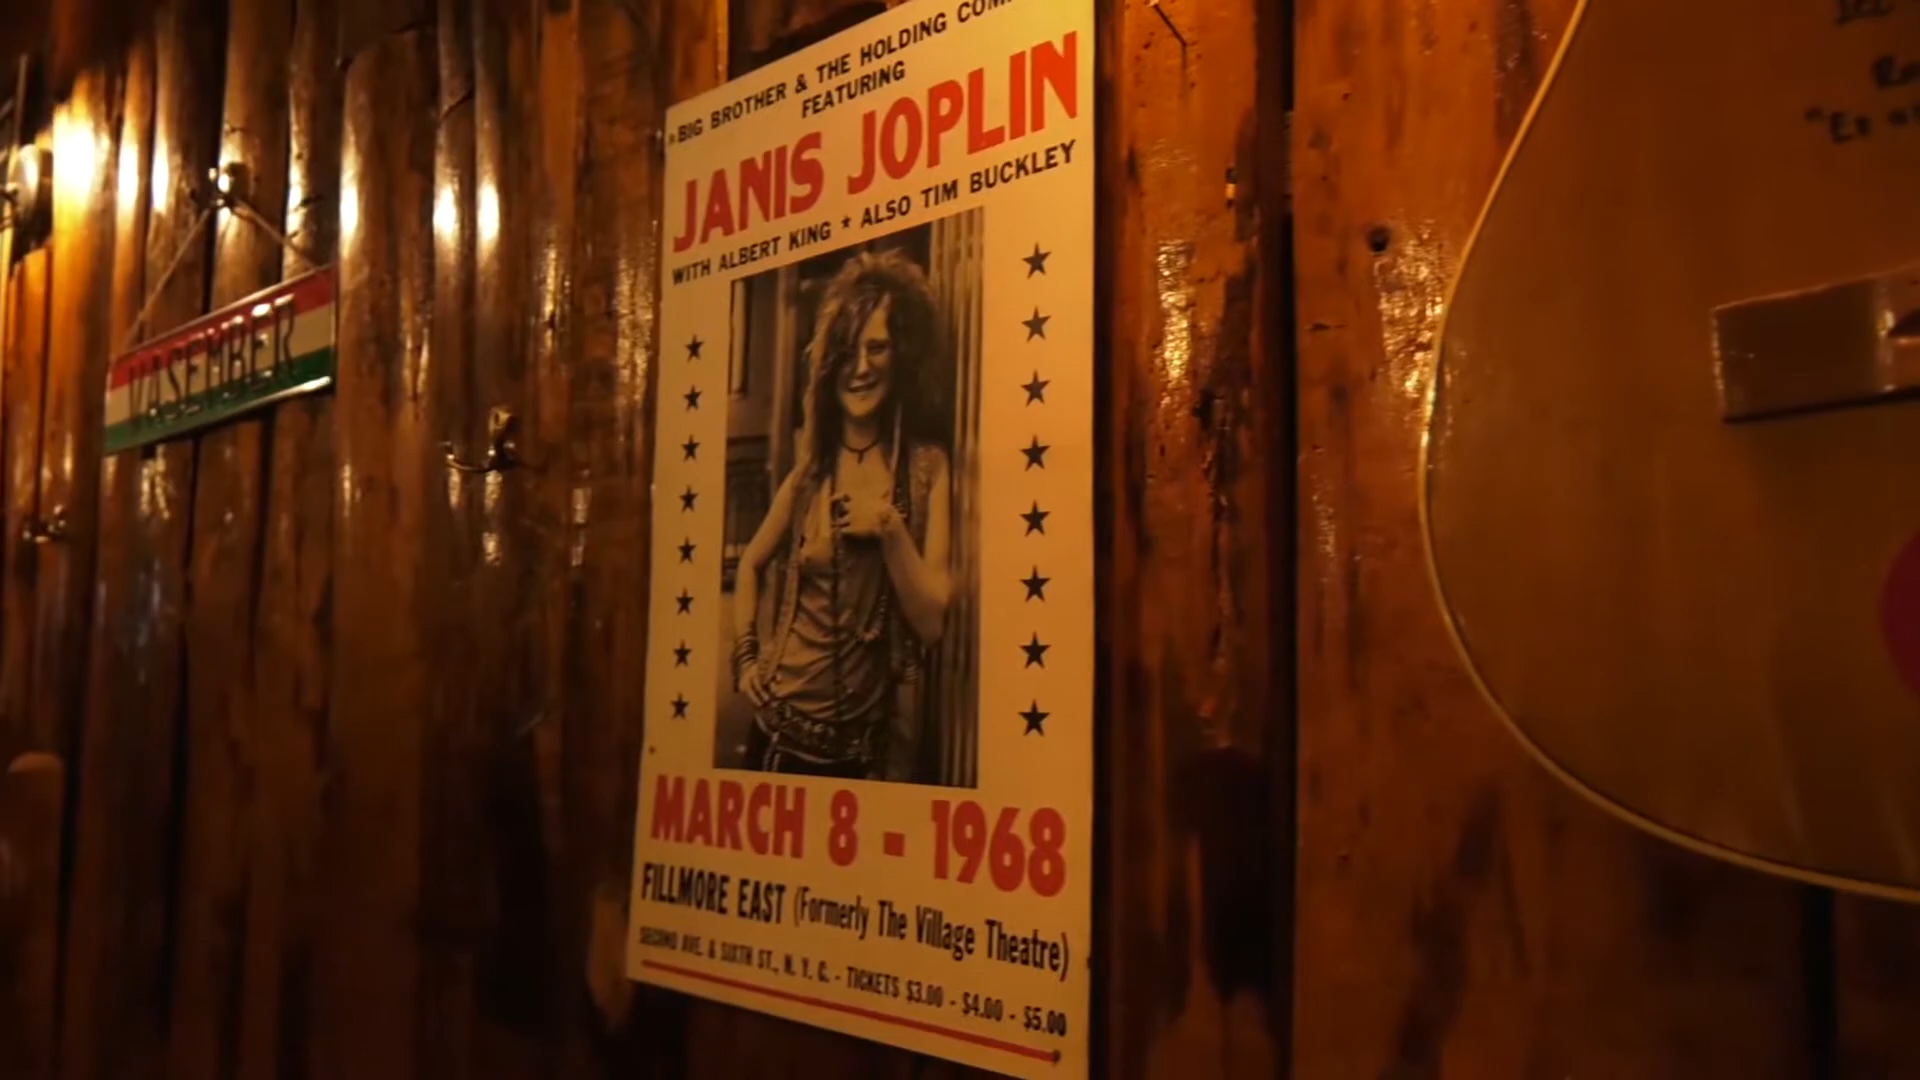 BIG BROTHER & THE HOLDING COM
FEATURING
JANIS JOPLIN
WITH ALBERT KING ★ ALSO TIM BUCKLEY
MARCH 8 - 1968
FILLMORE EAST (Formerly The Village Theatre)
SECOND AVE. & SIXTH ST., N. Y. C. - TICKETS $3.00 - $4.00 - $5.00
VASEMBER